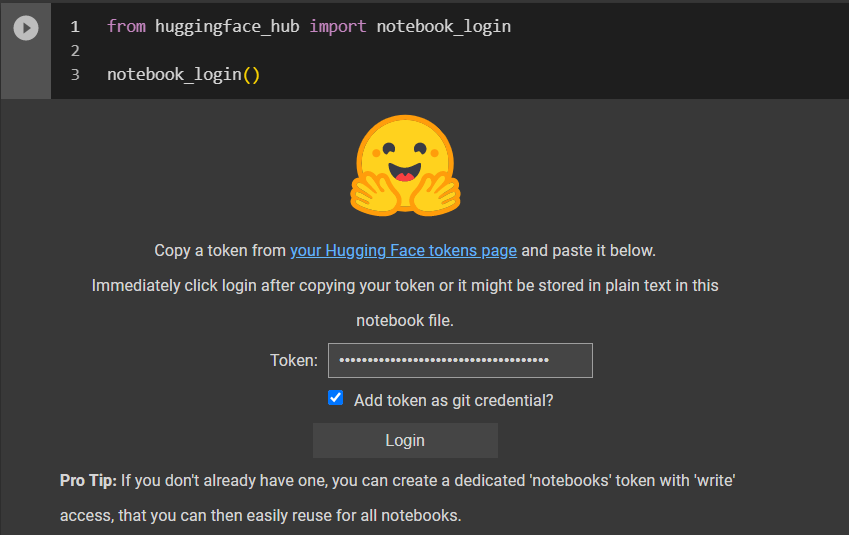 1 from huggingface_hub import notebook_login
2
3 notebook_login()
Copy a token from your Hugging Face tokens page and paste it below.
Immediately click login after copying your token or it might be stored in plain text in this
notebook file.
Token: •••••••••••••••••••••••••••••••••••••
Add token as git credential?
Login
Pro Tip: If you don't already have one, you can create a dedicated 'notebooks' token with 'write'
access, that you can then easily reuse for all notebooks.